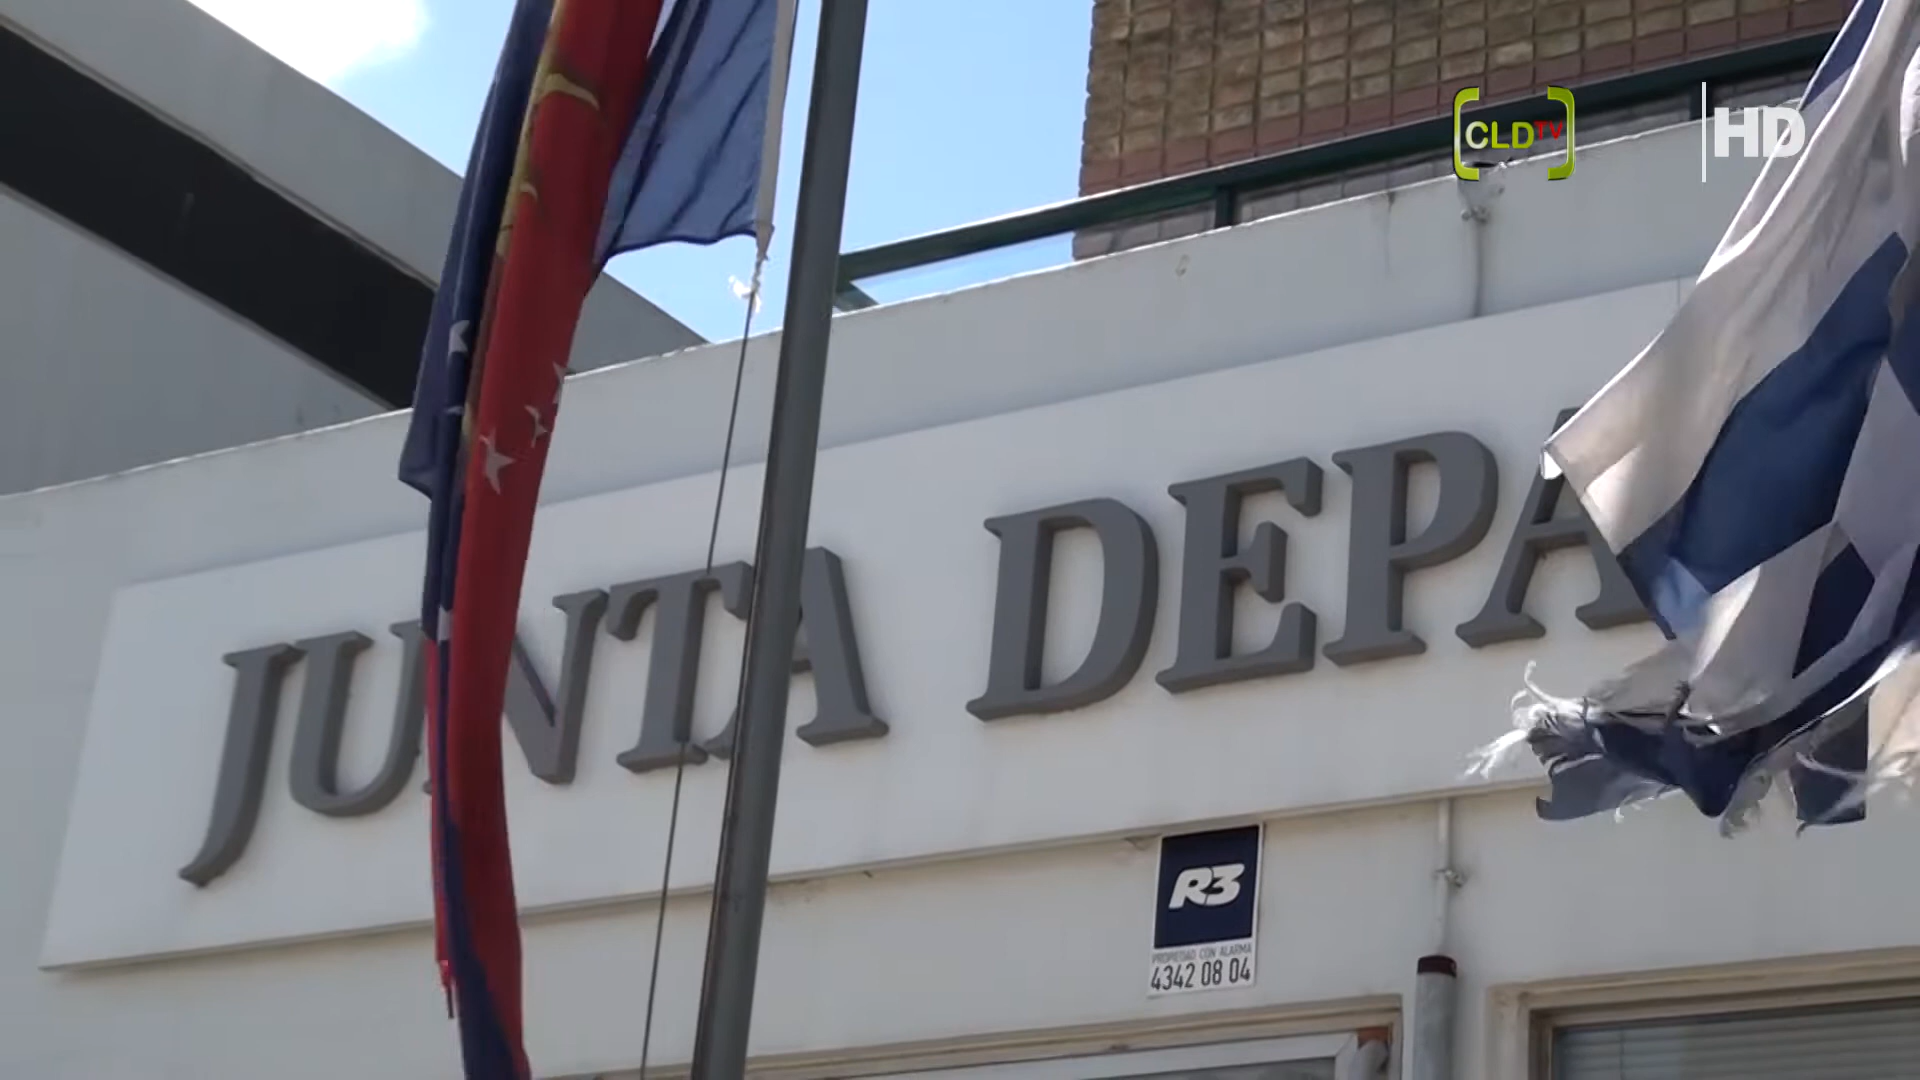 CLDTV
HD
JUNTA DEPA
R3
PROPIEDAD CON ALARMA
4342 08 04